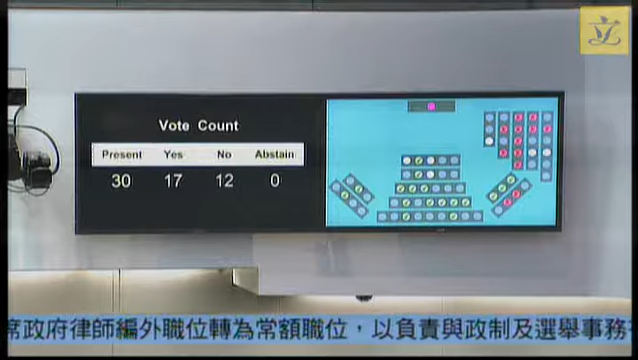 立
Vote Count
Present Yes No Abstain
30 17 12 0
席政府律師編外職位轉為常額職位，以負責與政制及選舉事務